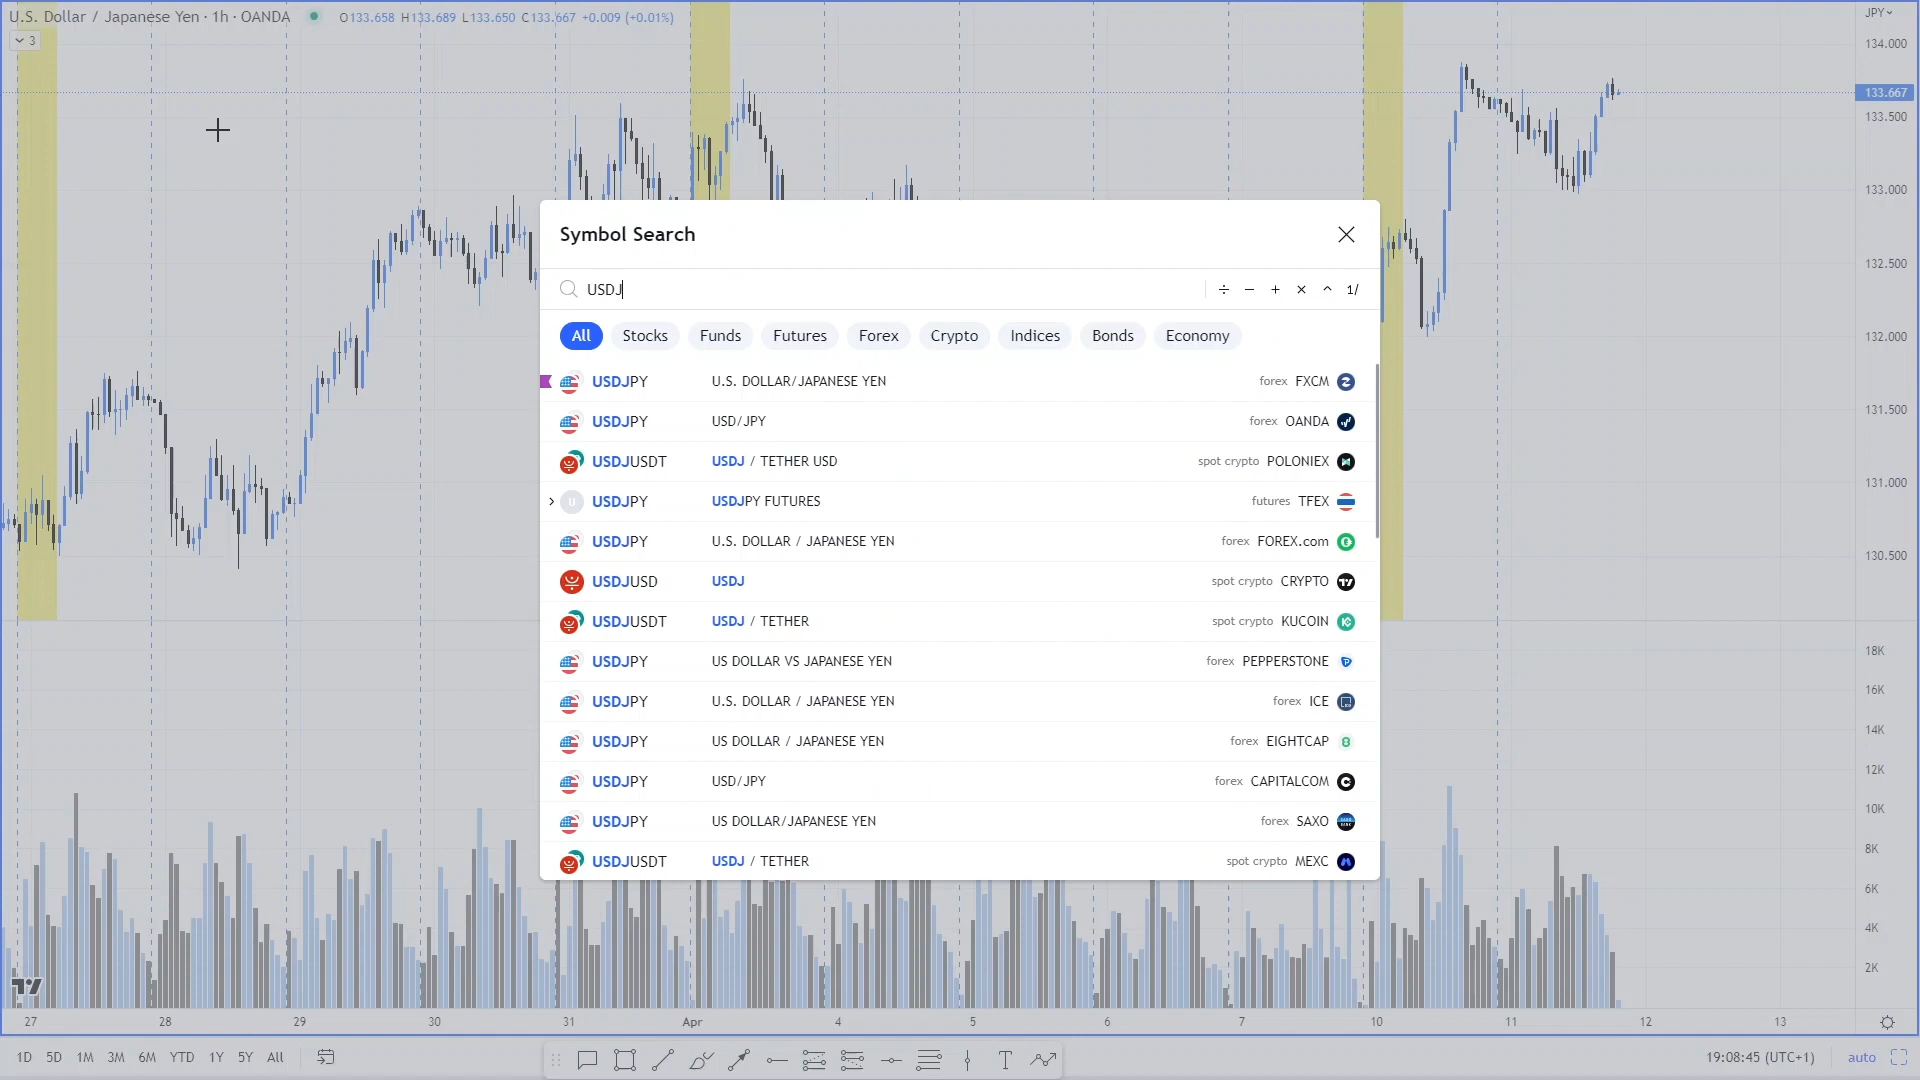 U.S. Dollar / Japanese Yen · 1h · OANDA O133.658 H133.689 L133.650 C133.667 +0.009 (+0.01%)
JPY
3
134.000
133.667
133.500
133.000
132.500
132.000
131.500
131.000
130.500
18K
16K
14K
12K
10K
8K
6K
4K
2K
Symbol Search
USDJ ÷ − + × ^ 1/
All Stocks Funds Futures Forex Crypto Indices Bonds Economy
USDJPY U.S. DOLLAR/JAPANESE YEN forex FXCM
USDJPY USD/JPY forex OANDA
USDJUSDT USDJ / TETHER USD spot crypto POLONIEX
USDJPY USDJPY FUTURES futures TFEX
USDJPY U.S. DOLLAR / JAPANESE YEN forex FOREX.com
USDJUSD USDJ spot crypto CRYPTO
USDJUSDT USDJ / TETHER spot crypto KUCOIN
USDJPY US DOLLAR VS JAPANESE YEN forex PEPPERSTONE
USDJPY U.S. DOLLAR / JAPANESE YEN forex ICE
USDJPY US DOLLAR / JAPANESE YEN forex EIGHTCAP
USDJPY USD/JPY forex CAPITALCOM
USDJPY US DOLLAR/JAPANESE YEN forex SAXO
USDJUSDT USDJ / TETHER spot crypto MEXC
27 28 29 30 31 Apr 4 5 6 7 10 11 12 13
1D 5D 1M 3M 6M YTD 1Y 5Y All 19:08:45 (UTC+1) auto